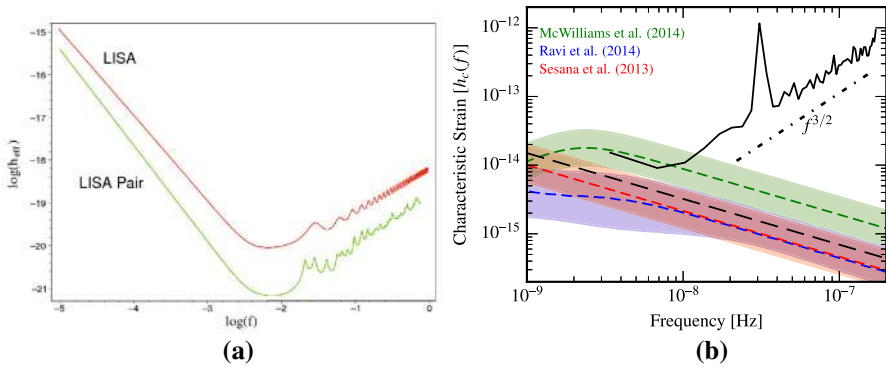 −15
−16
−17
−18
−19
−20
−21
log(h_eff)
LISA
LISA Pair
−5
−4
−3
−2
−1
0
log(f)
(a)
10^-12
10^-13
10^-14
10^-15
Characteristic Strain [h_c(f)]
McWilliams et al. (2014)
Ravi et al. (2014)
Sesana et al. (2013)
f^3/2
10^-9
10^-8
10^-7
Frequency [Hz]
(b)